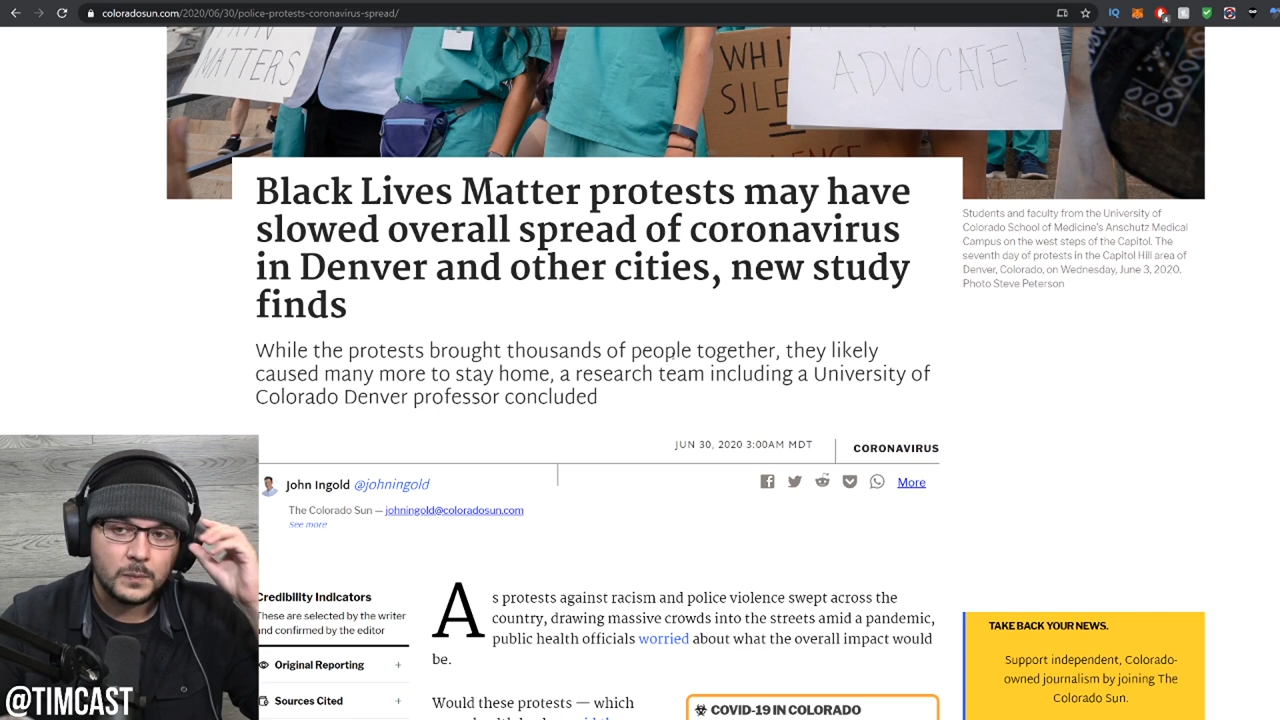 coloradosun.com/2020/06/30/police-protests-coronavirus-spread/
MATTERS
WHI
SILE
ADVOCATE!
Black Lives Matter protests may have
slowed overall spread of coronavirus
in Denver and other cities, new study
finds
Students and faculty from the University of
Colorado School of Medicine's Anschutz Medical
Campus on the west steps of the Capitol. The
seventh day of protests in the Capitol Hill area of
Denver, Colorado, on Wednesday, June 3, 2020.
Photo Steve Peterson
While the protests brought thousands of people together, they likely
caused many more to stay home, a research team including a University of
Colorado Denver professor concluded
JUN 30, 2020 3:00AM MDT
CORONAVIRUS
John Ingold @johningold
More
The Colorado Sun — johningold@coloradosun.com
See more
Credibility Indicators
These are selected by the writer
and confirmed by the editor
Original Reporting +
Sources Cited +
As protests against racism and police violence swept across the
country, drawing massive crowds into the streets amid a pandemic,
public health officials worried about what the overall impact would
be.
Would these protests — which
COVID-19 IN COLORADO
TAKE BACK YOUR NEWS.
Support independent, Colorado-
owned journalism by joining The
Colorado Sun.
@TIMCAST